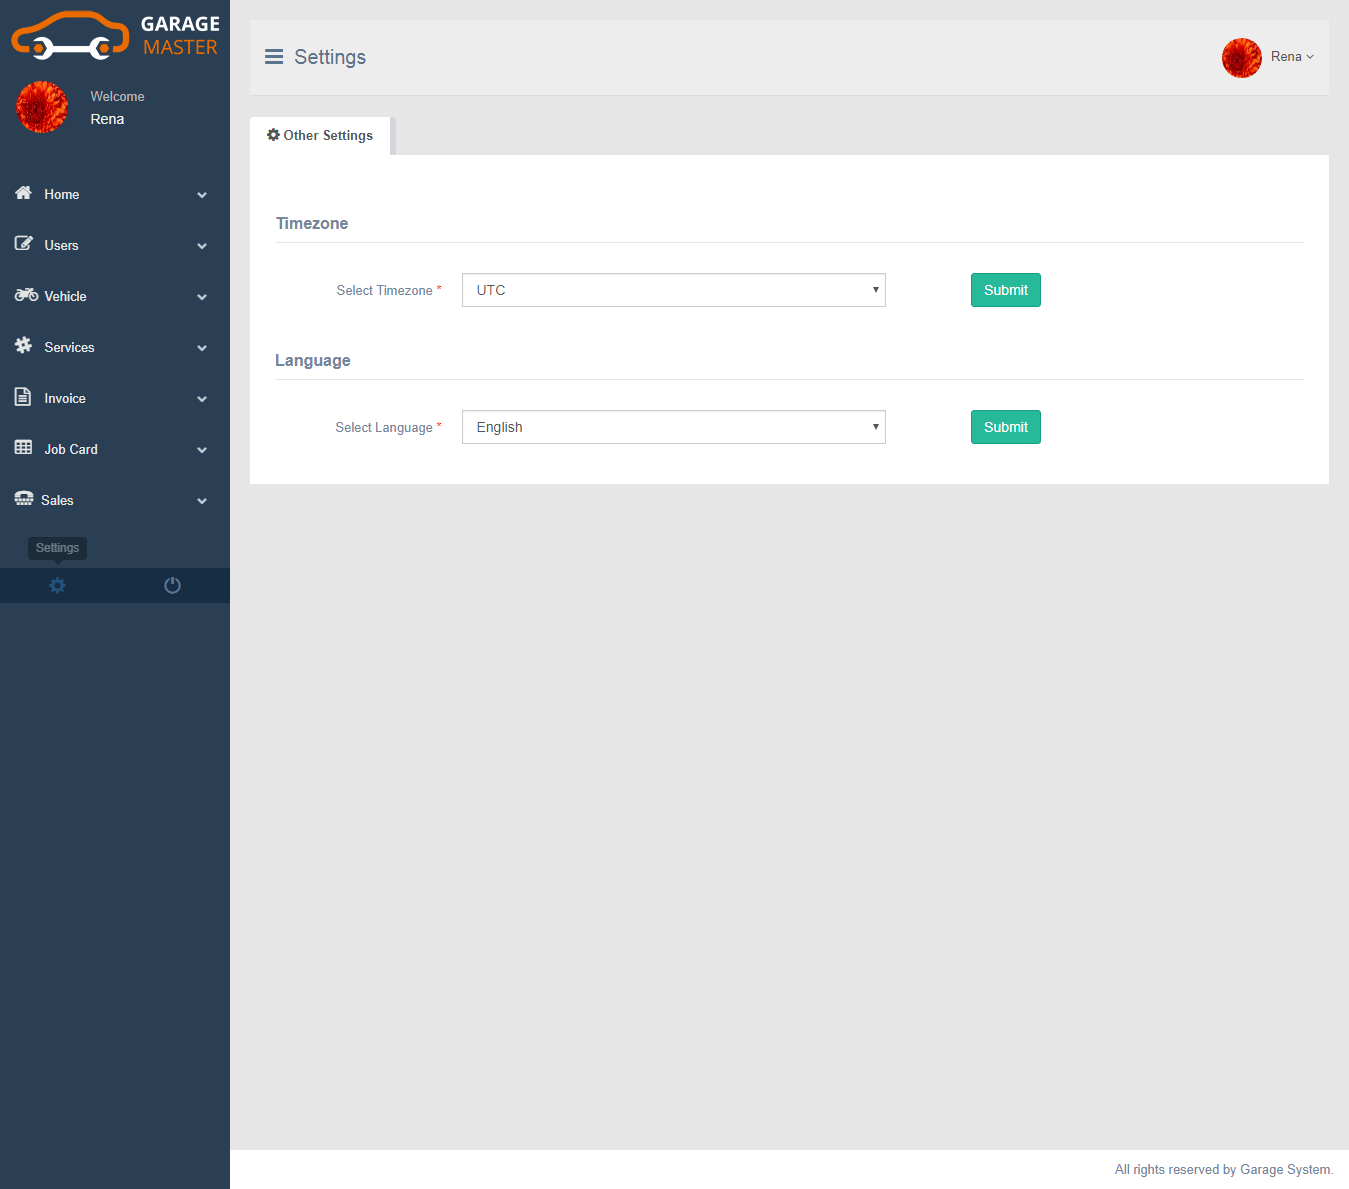 GARAGE
MASTER
Welcome
Rena
Home
Users
Vehicle
Services
Invoice
Job Card
Sales
Settings
Settings
Rena
Other Settings
Timezone
Select Timezone *
UTC
Submit
Language
Select Language *
English
Submit
All rights reserved by Garage System.